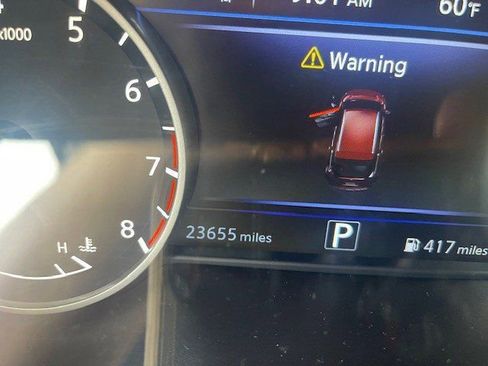 x1000
5
AM
60°F
⚠ Warning
6
7
8
H
23655 miles
P
417 miles